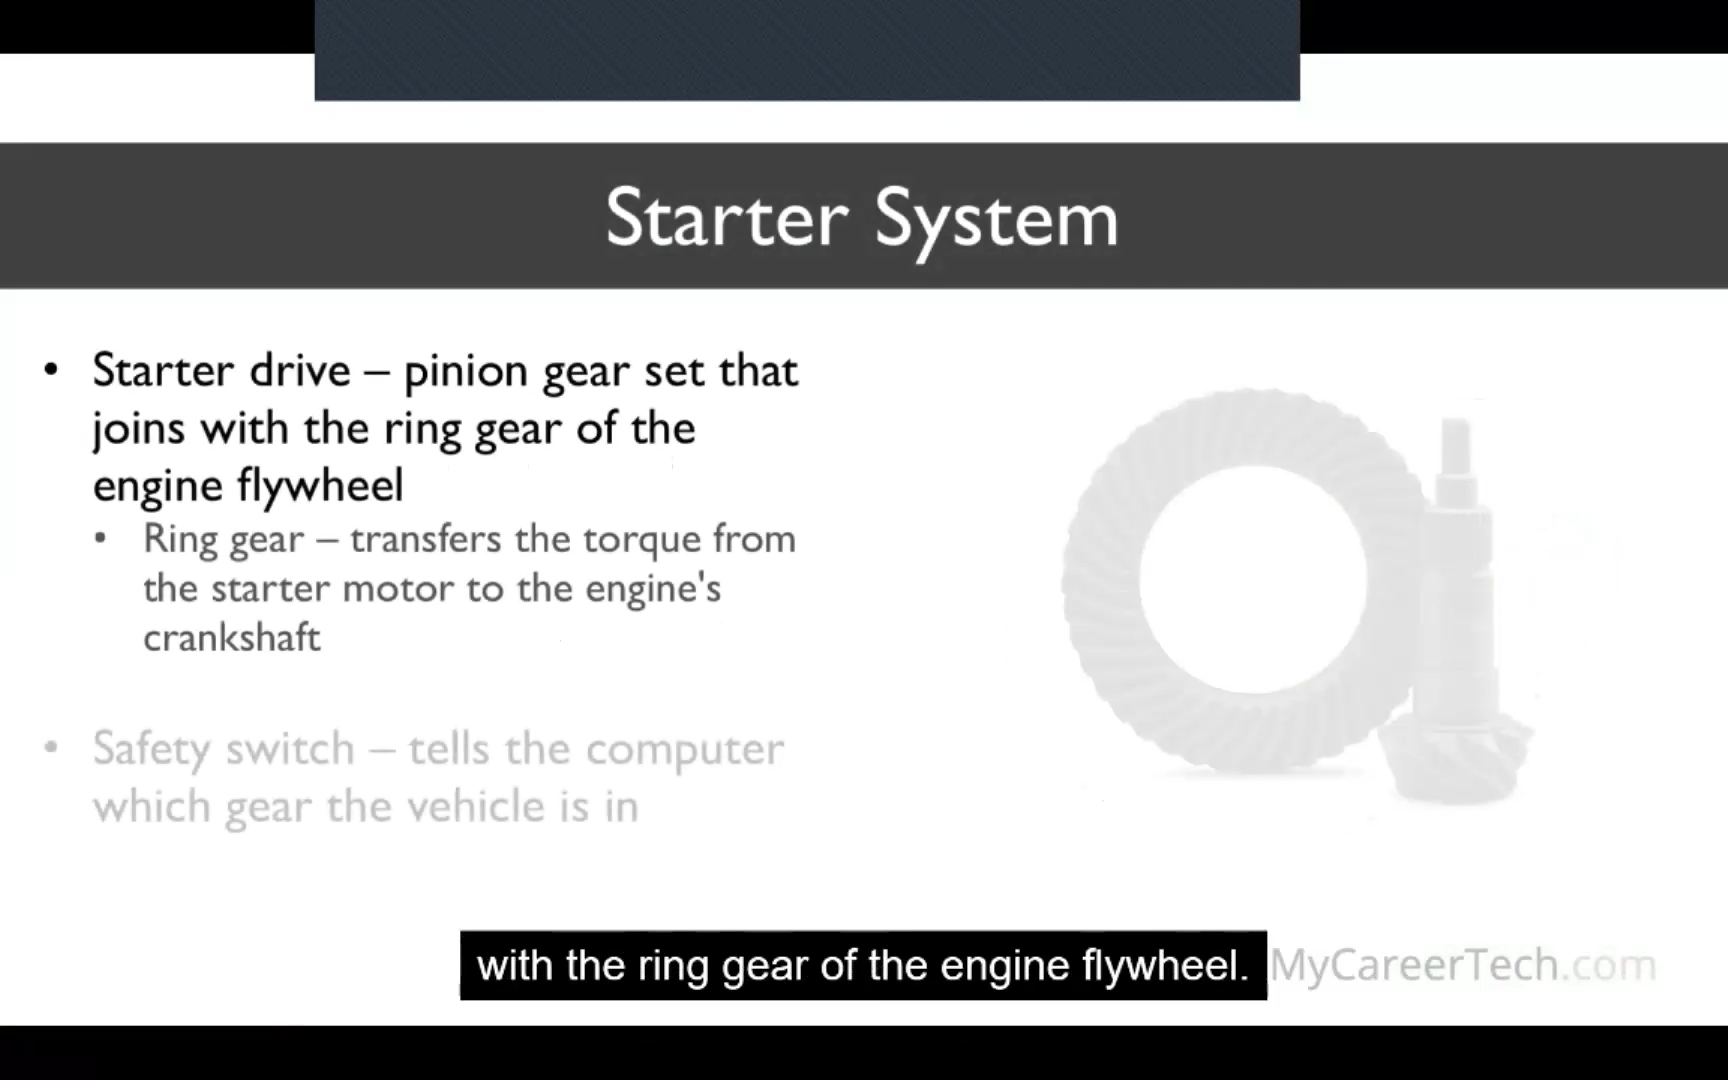 Starter System
• Starter drive – pinion gear set that
joins with the ring gear of the
engine flywheel
• Ring gear – transfers the torque from
the starter motor to the engine's
crankshaft
• Safety switch – tells the computer
which gear the vehicle is in
with the ring gear of the engine flywheel.
MyCareerTech.com